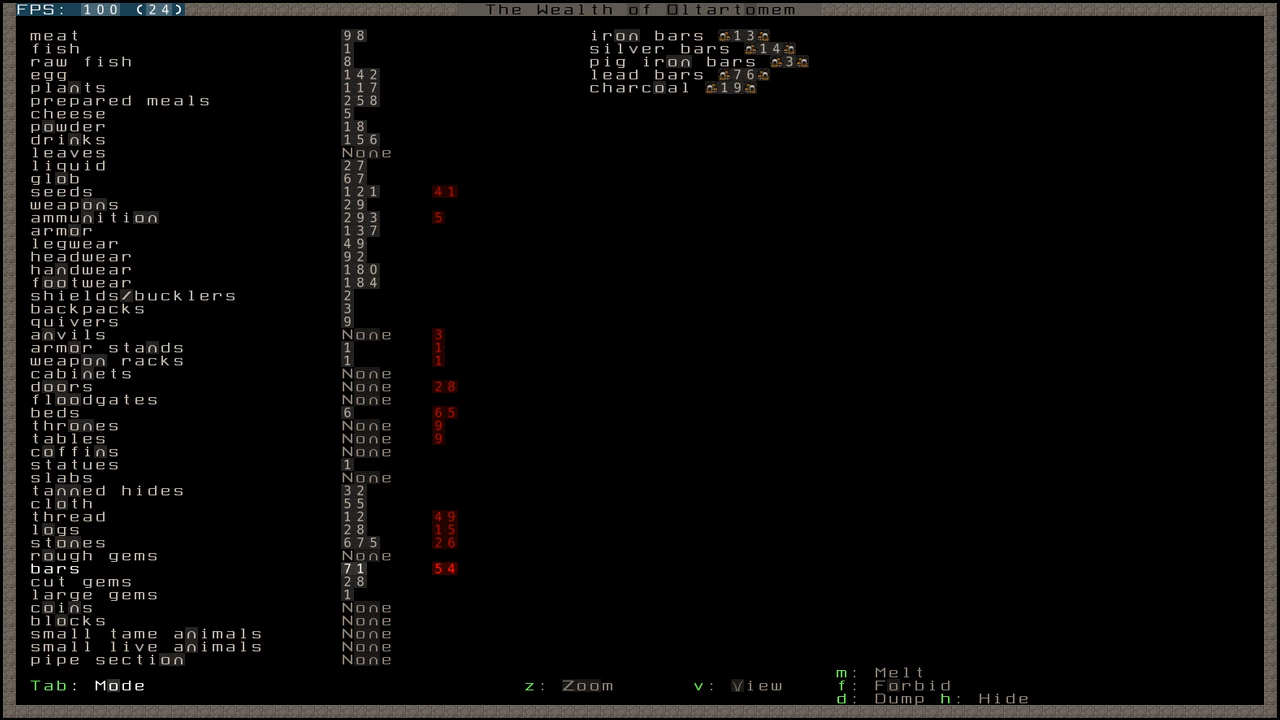 FPS: 100 (24) The Wealth of Oltartomem
meat 98 iron bars 13
fish 1 silver bars 14
raw fish 8 pig iron bars 3
egg 142 lead bars 76
plants 117 charcoal 19
prepared meals 258
cheese 5
powder 18
drinks 156
leaves None
liquid 27
glob 67
seeds 121 41
weapons 29
ammunition 293 5
armor 137
legwear 49
headwear 92
handwear 180
footwear 184
shields/bucklers 2
backpacks 3
quivers 9
anvils None 3
armor stands 1 1
weapon racks 1 1
cabinets None
doors None 28
floodgates None
beds 6 65
thrones None 9
tables None 9
coffins None
statues 1
slabs None
tanned hides 32
cloth 55
thread 12 49
logs 28 15
stones 675 26
rough gems None
bars 71 54
cut gems 28
large gems 1
coins None
blocks None
small tame animals None
small live animals None
pipe section None
m: Melt
Tab: Mode z: Zoom v: View f: Forbid
d: Dump h: Hide